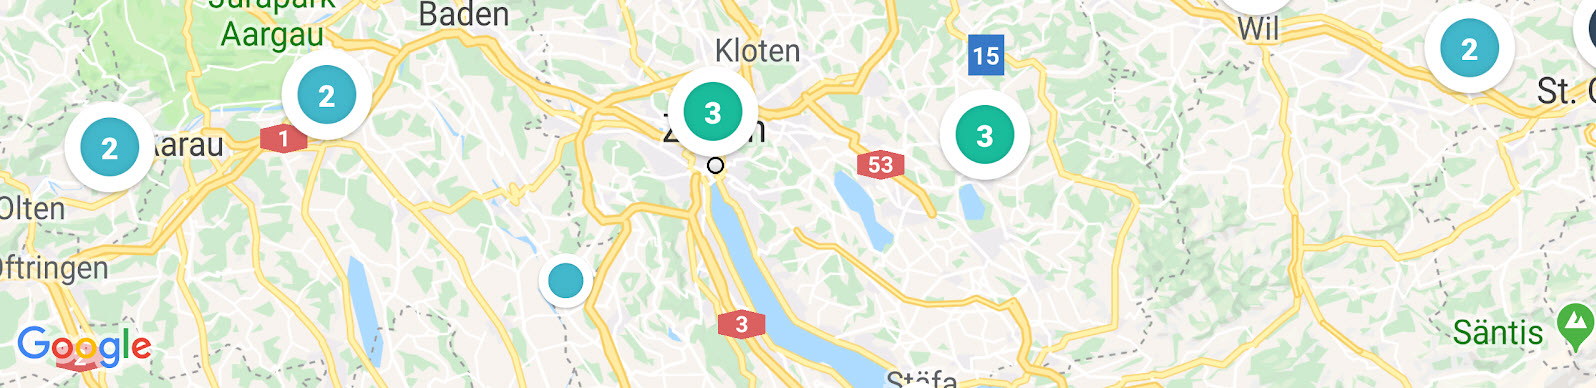 Jurapark
Aargau
Baden
Kloten
15
Wil
2
St.
2
3
3
2
Aarau
1
53
Olten
Oftringen
3
Säntis
Google
Stäfa